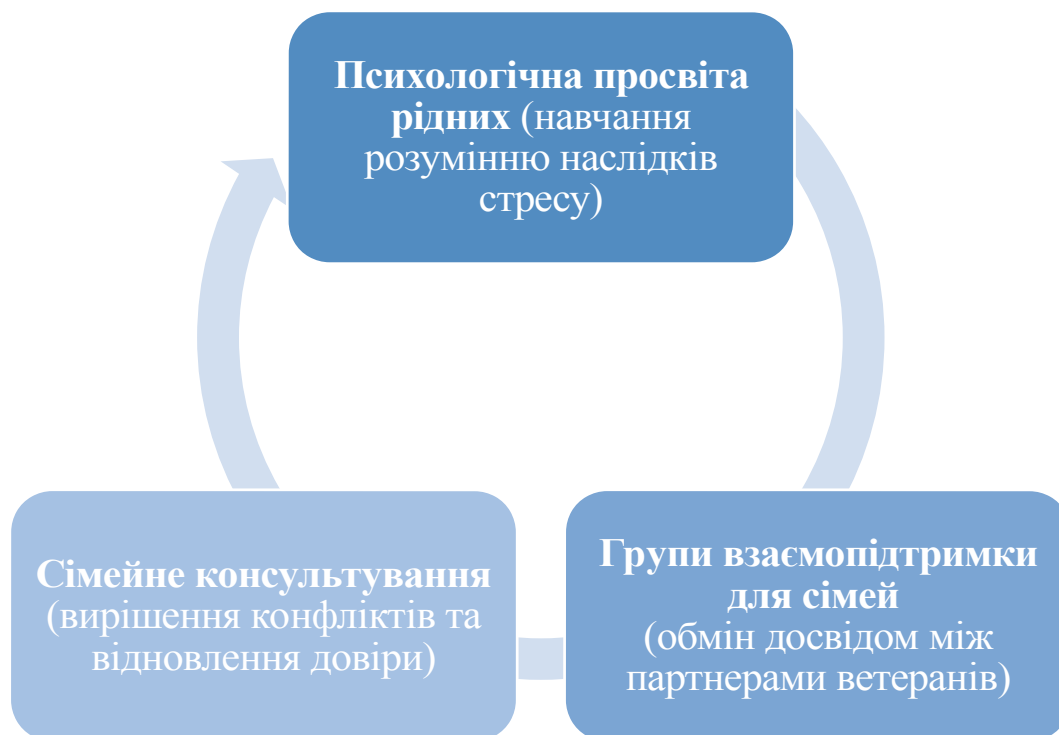 Психологічна просвіта
рідних (навчання
розумінню наслідків
стресу)
Групи взаємопідтримки
для сімей
(обмін досвідом між
партнерами ветеранів)
Сімейне консультування
(вирішення конфліктів та
відновлення довіри)